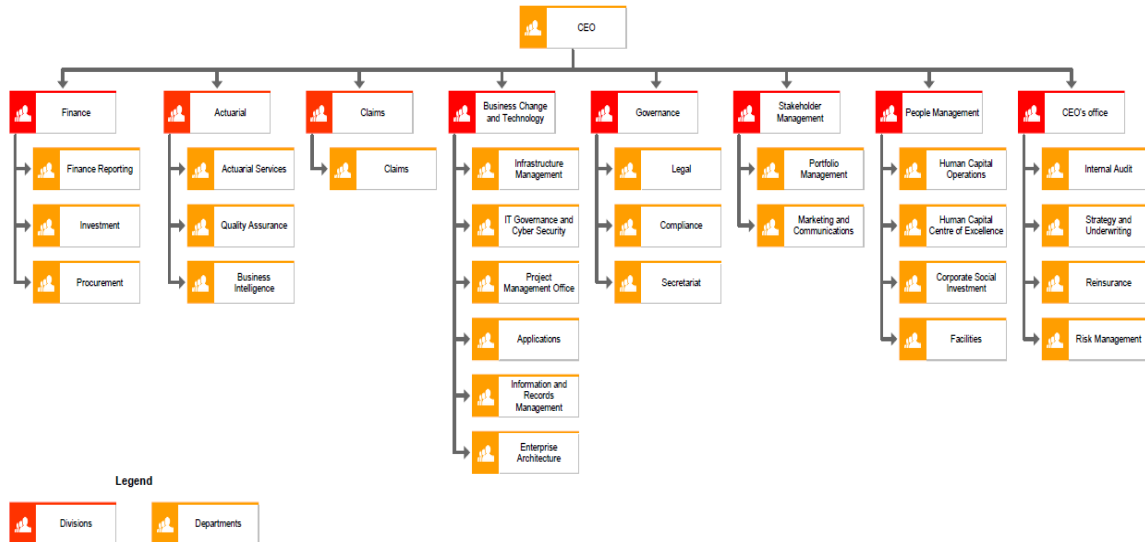 CEO
Finance
Actuarial
Claims
Business Change
and Technology
Governance
Stakeholder
Management
People Management
CEO's office
Finance Reporting
Actuarial Services
Claims
Infrastructure
Management
Legal
Portfolio
Management
Human Capital
Operations
Internal Audit
Investment
Quality Assurance
IT Governance and
Cyber Security
Compliance
Marketing and
Communications
Human Capital
Centre of Excellence
Strategy and
Underwriting
Procurement
Business
Intelligence
Project
Management Office
Secretariat
Corporate Social
Investment
Reinsurance
Applications
Facilities
Risk Management
Information and
Records
Management
Enterprise
Architecture
Legend
Divisions
Departments